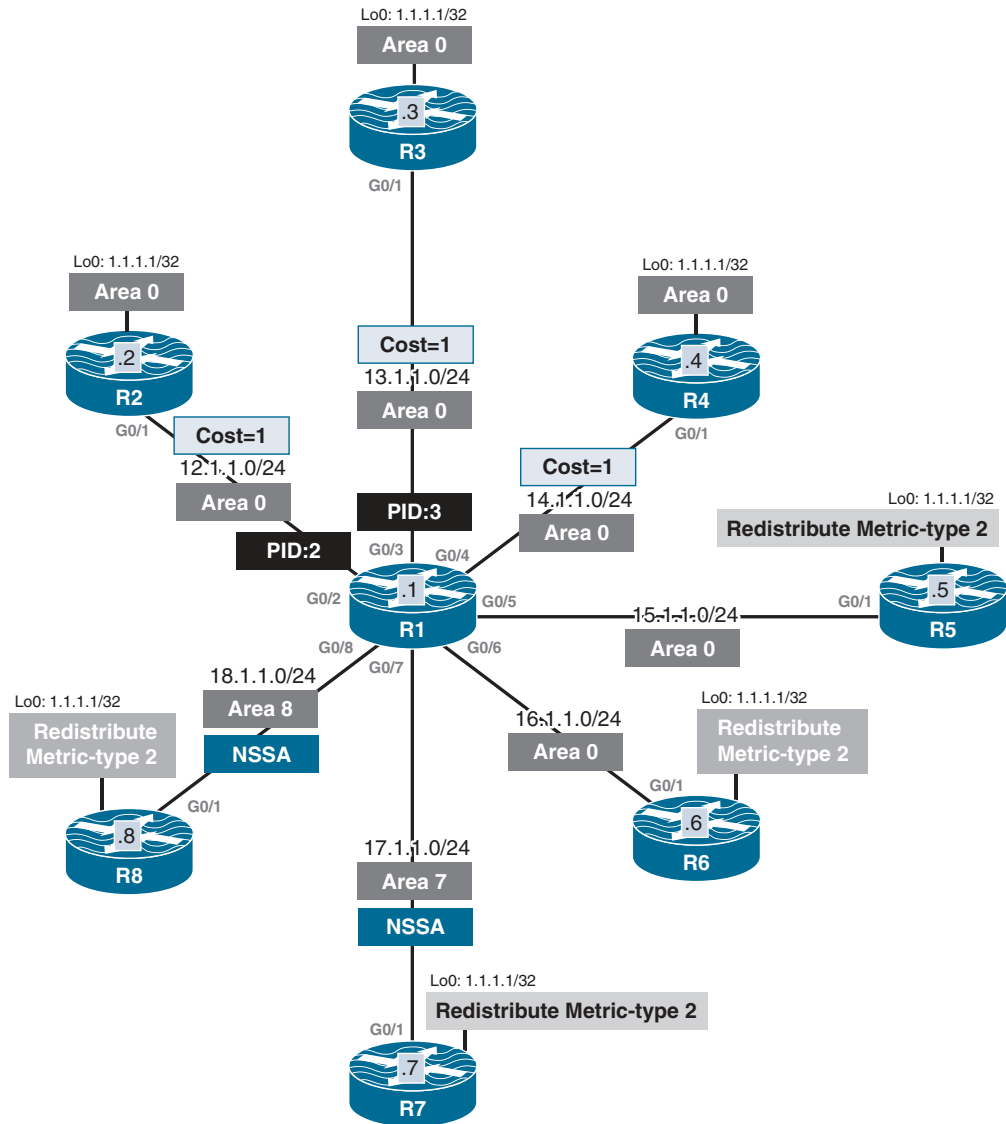 Lo0: 1.1.1.1/32
Area 0
.3
R3
G0/1
Lo0: 1.1.1.1/32
Area 0
.2
R2
G0/1
Lo0: 1.1.1.1/32
Area 0
.4
R4
G0/1
Cost=1
13.1.1.0/24
Area 0
Cost=1
12.1.1.0/24
Area 0
Cost=1
14.1.1.0/24
Area 0
PID:3
PID:2
G0/3
G0/4
G0/2
.1
R1
G0/5
G0/8
G0/7
G0/6
Lo0: 1.1.1.1/32
Redistribute Metric-type 2
G0/1
.5
R5
15.1.1.0/24
Area 0
18.1.1.0/24
Area 8
NSSA
Lo0: 1.1.1.1/32
Redistribute
Metric-type 2
G0/1
.8
R8
16.1.1.0/24
Area 0
Lo0: 1.1.1.1/32
Redistribute
Metric-type 2
G0/1
.6
R6
17.1.1.0/24
Area 7
NSSA
Lo0: 1.1.1.1/32
Redistribute Metric-type 2
G0/1
.7
R7